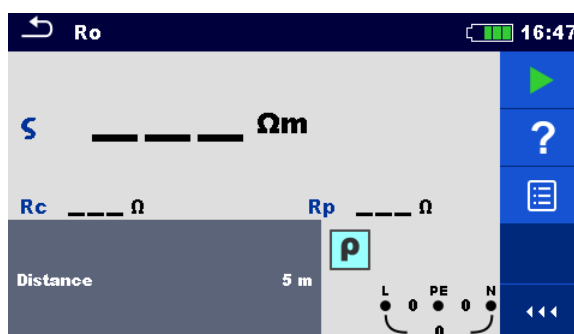 Ro 16:47
ς ___ Ωm
?
Rc ___ Ω Rp ___ Ω
ρ
Distance 5 m
L PE N
0 0
0